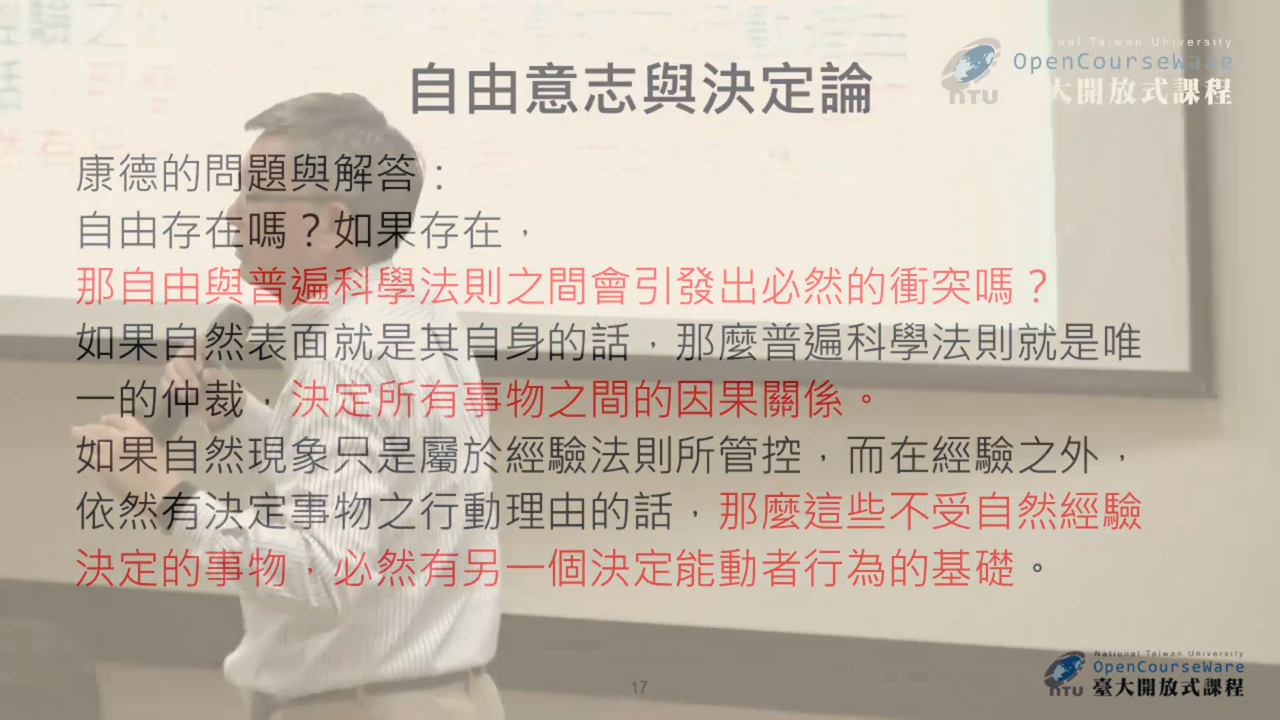 自由意志與決定論
National Taiwan University
OpenCourseWare
NTU
臺大開放式課程
康德的問題與解答：
自由存在嗎？如果存在，
那自由與普遍科學法則之間會引發出必然的衝突嗎？
如果自然表面就是其自身的話，那麼普遍科學法則就是唯
一的仲裁，決定所有事物之間的因果關係。
如果自然現象只是屬於經驗法則所管控，而在經驗之外，
依然有決定事物之行動理由的話，那麼這些不受自然經驗
決定的事物，必然有另一個決定能動者行為的基礎。
17
National Taiwan University
OpenCourseWare
NTU
臺大開放式課程